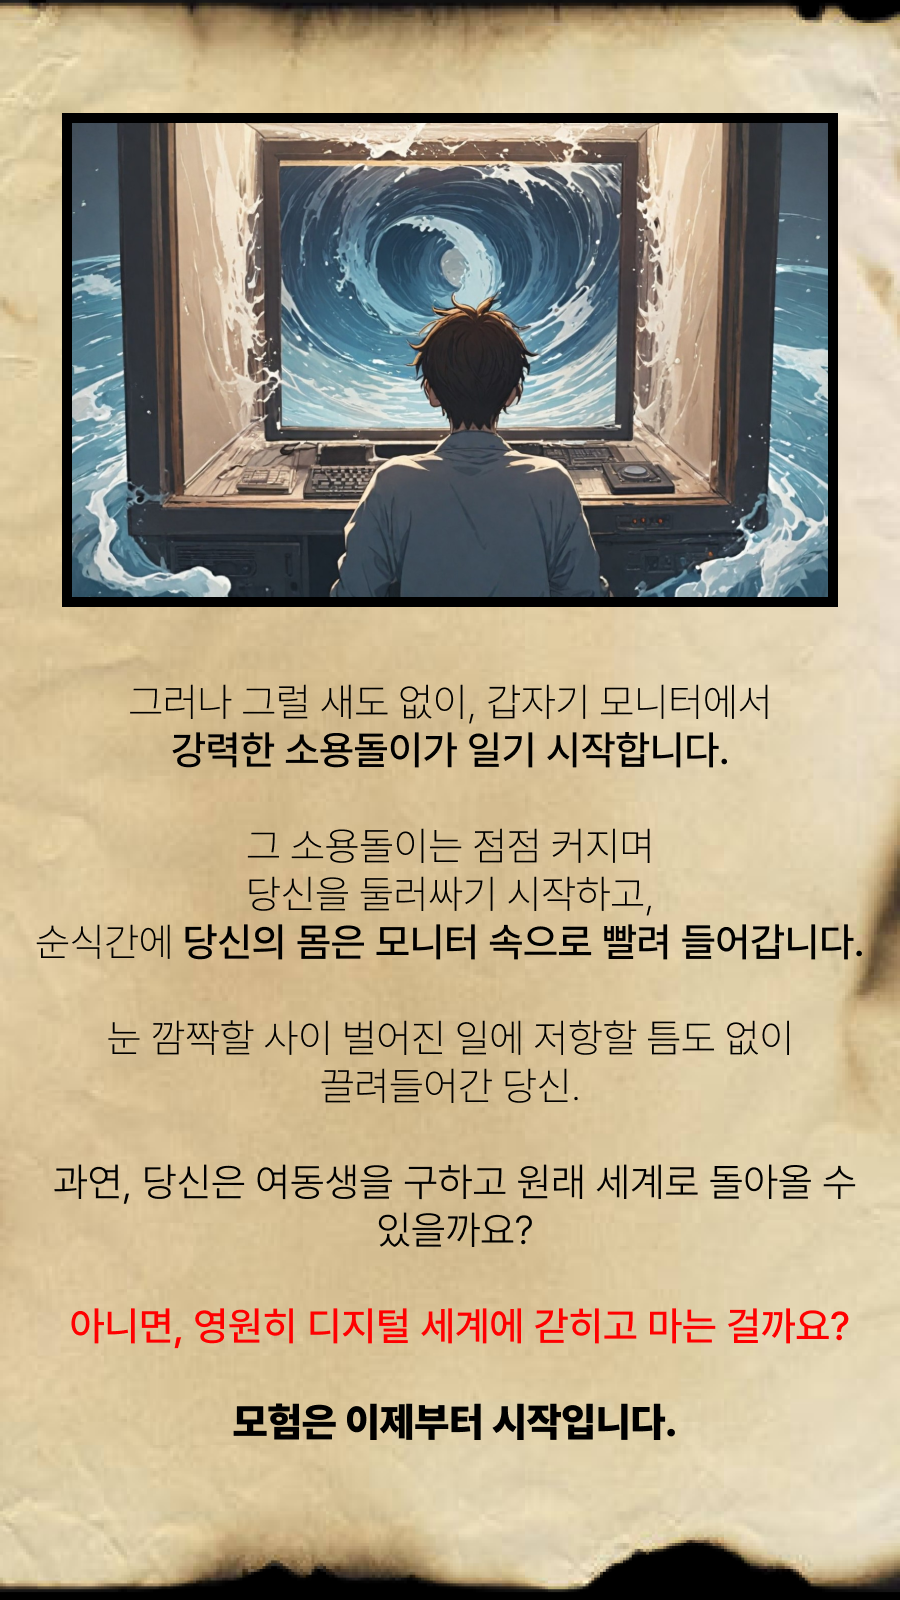 그러나 그럴 새도 없이, 갑자기 모니터에서
강력한 소용돌이가 일기 시작합니다.
그 소용돌이는 점점 커지며
당신을 둘러싸기 시작하고,
순식간에 당신의 몸은 모니터 속으로 빨려 들어갑니다.
눈 깜짝할 사이 벌어진 일에 저항할 틈도 없이
끌려들어간 당신.
과연, 당신은 여동생을 구하고 원래 세계로 돌아올 수
있을까요?
아니면, 영원히 디지털 세계에 갇히고 마는 걸까요?
모험은 이제부터 시작입니다.